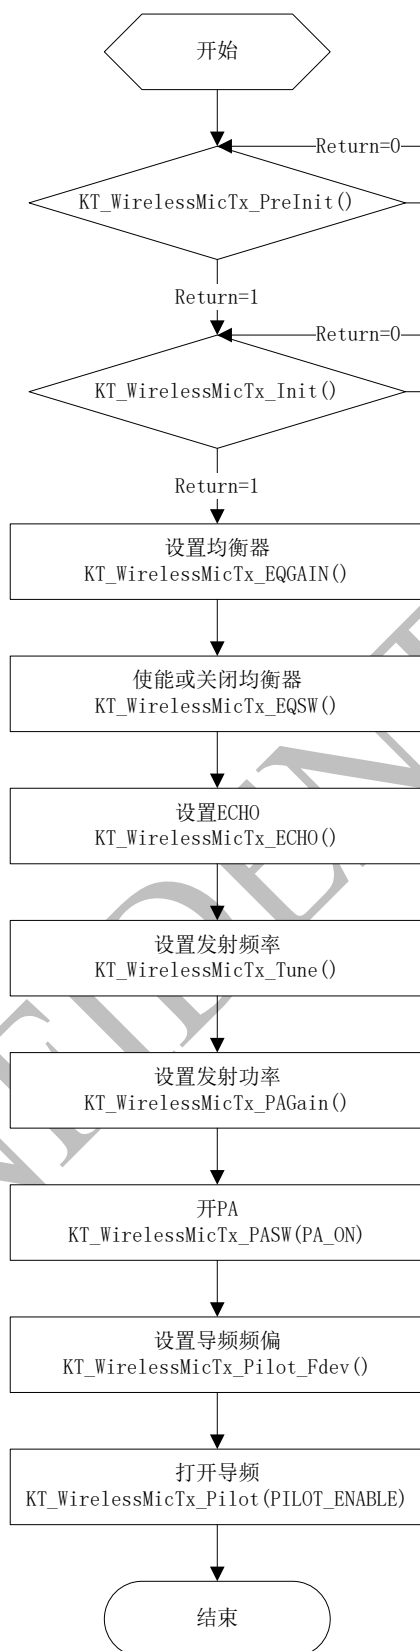 开始
Return=0
KT_WirelessMicTx_PreInit()
Return=1
Return=0
KT_WirelessMicTx_Init()
Return=1
设置均衡器
KT_WirelessMicTx_EQGAIN()
使能或关闭均衡器
KT_WirelessMicTx_EQSW()
设置ECHO
KT_WirelessMicTx_ECHO()
设置发射频率
KT_WirelessMicTx_Tune()
设置发射功率
KT_WirelessMicTx_PAGain()
开PA
KT_WirelessMicTx_PASW(PA_ON)
设置导频频偏
KT_WirelessMicTx_Pilot_Fdev()
打开导频
KT_WirelessMicTx_Pilot(PILOT_ENABLE)
结束